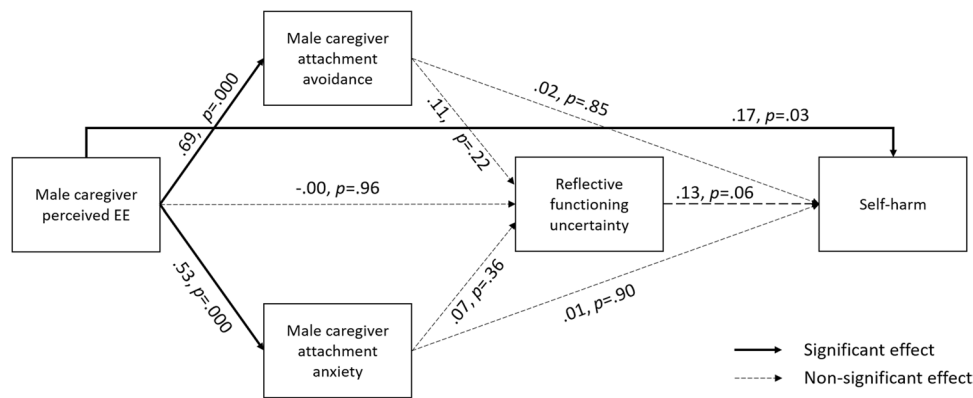 Male caregiver
attachment
avoidance
.69, p=.000
.11,
p=.22
.02, p=.85
.17, p=.03
Male caregiver
perceived EE
-.00, p=.96
Reflective
functioning
uncertainty
.13, p=.06
Self-harm
.53, p=.000
.07, p=.36
.01, p=.90
Male caregiver
attachment
anxiety
Significant effect
Non-significant effect